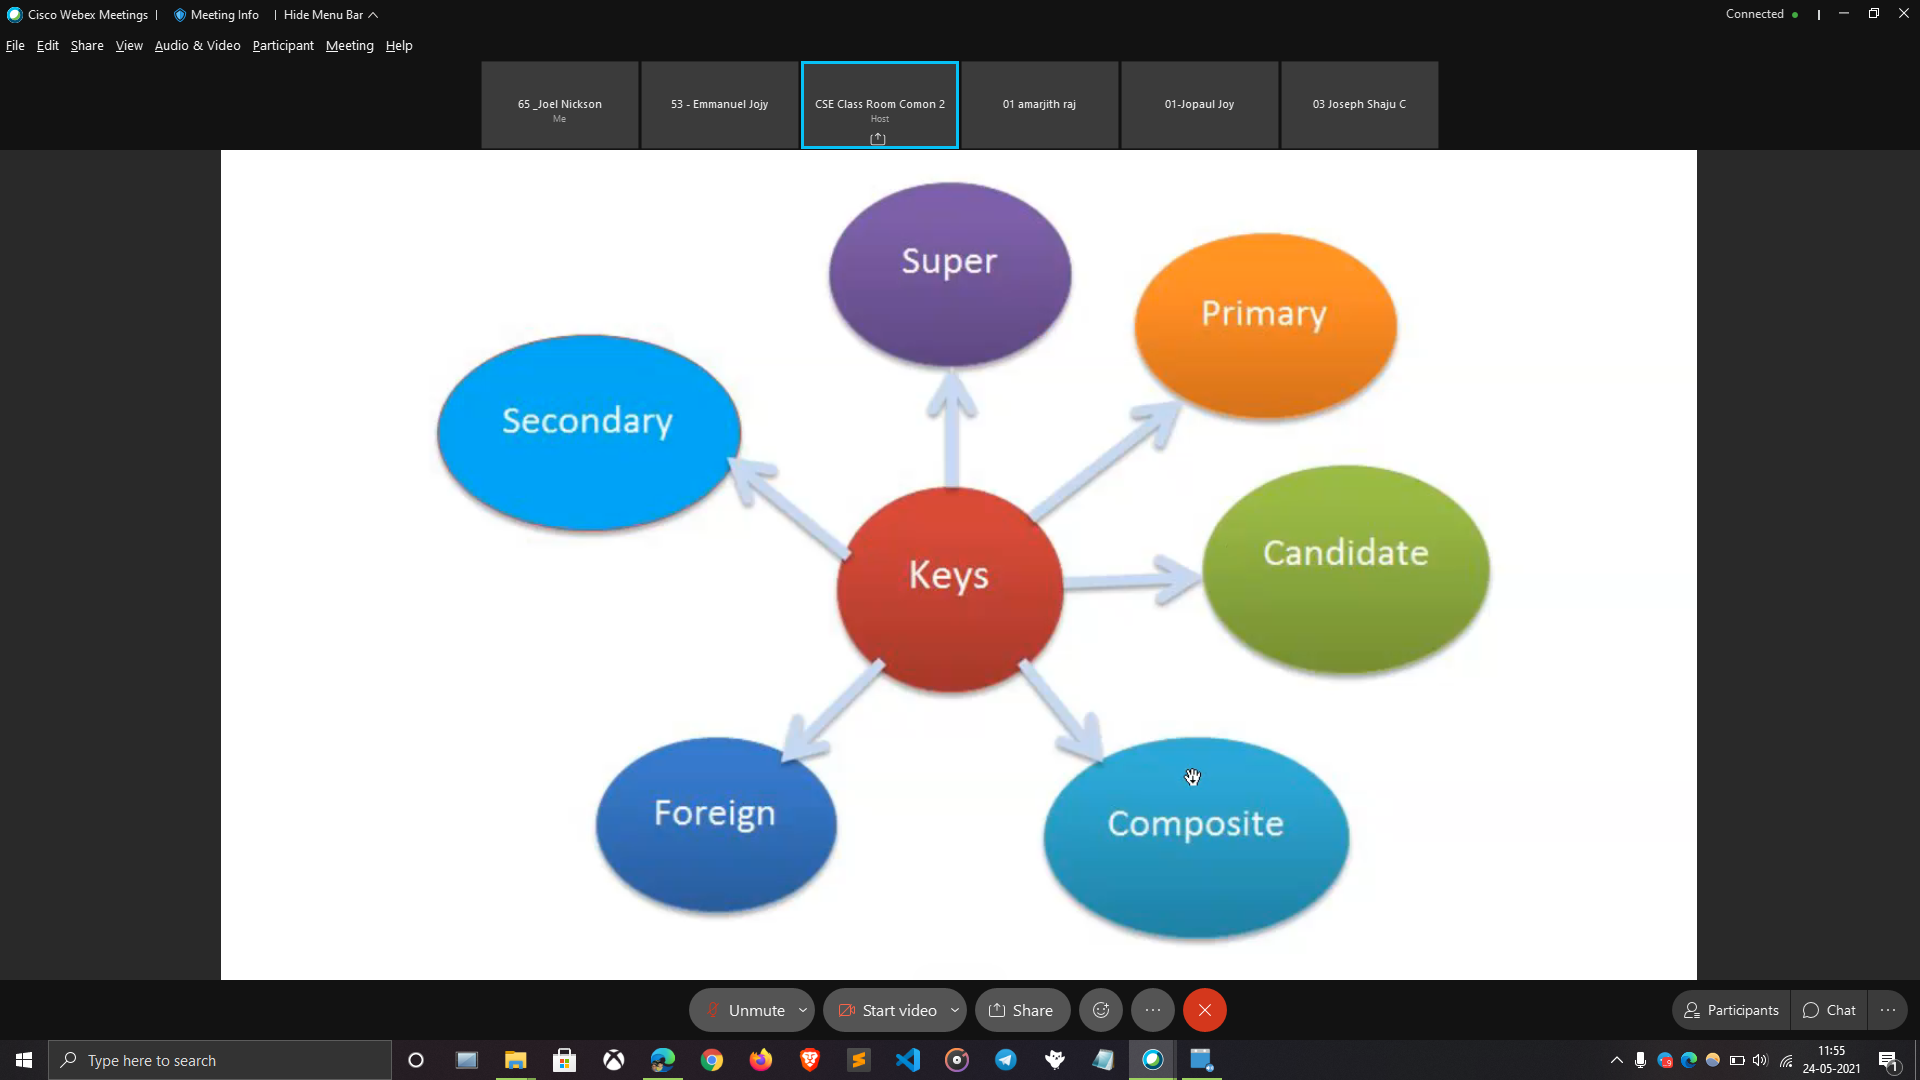 Cisco Webex Meetings | Meeting Info | Hide Menu Bar
Connected
File Edit Share View Audio & Video Participant Meeting Help
65 _Joel Nickson
Me
53 - Emmanuel Jojy
CSE Class Room Comon 2
Host
01 amarjith raj
01-Jopaul Joy
03 Joseph Shaju C
Super
Primary
Secondary
Candidate
Keys
Foreign
Composite
Unmute
Start video
Share
Participants
Chat
Type here to search
11:55
24-05-2021
1